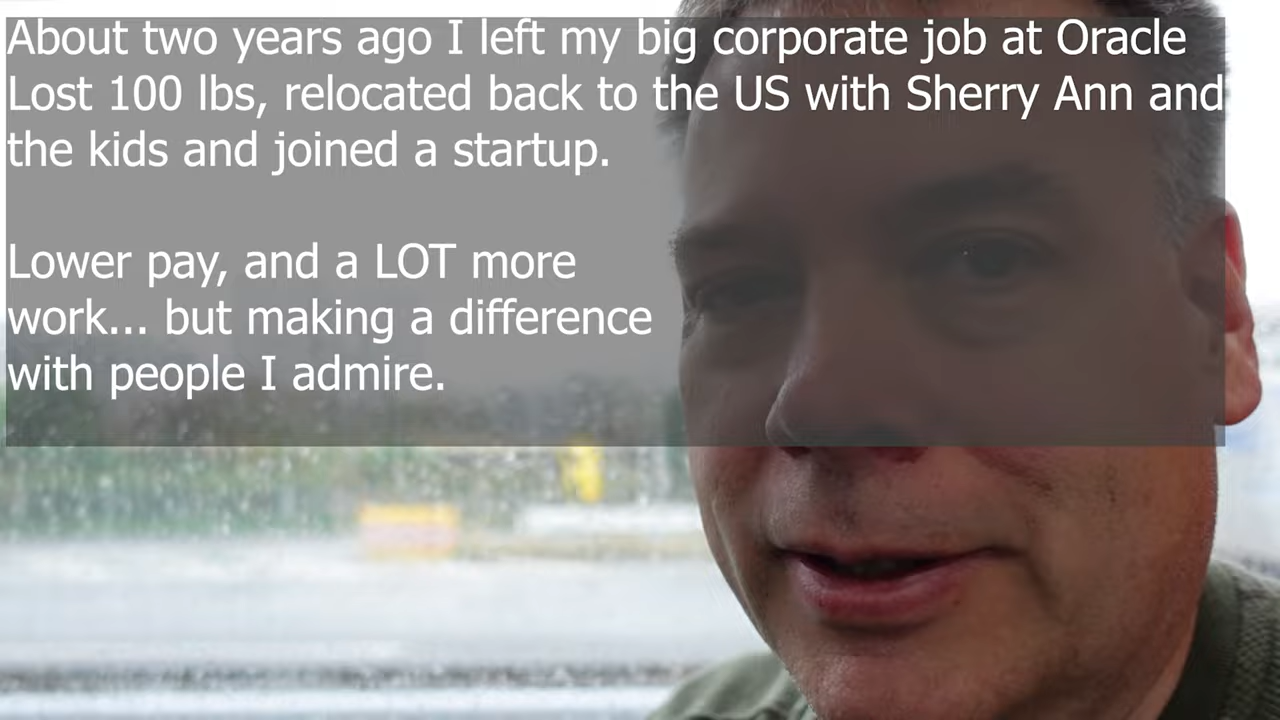 About two years ago I left my big corporate job at Oracle
Lost 100 lbs, relocated back to the US with Sherry Ann and
the kids and joined a startup.
Lower pay, and a LOT more
work... but making a difference
with people I admire.